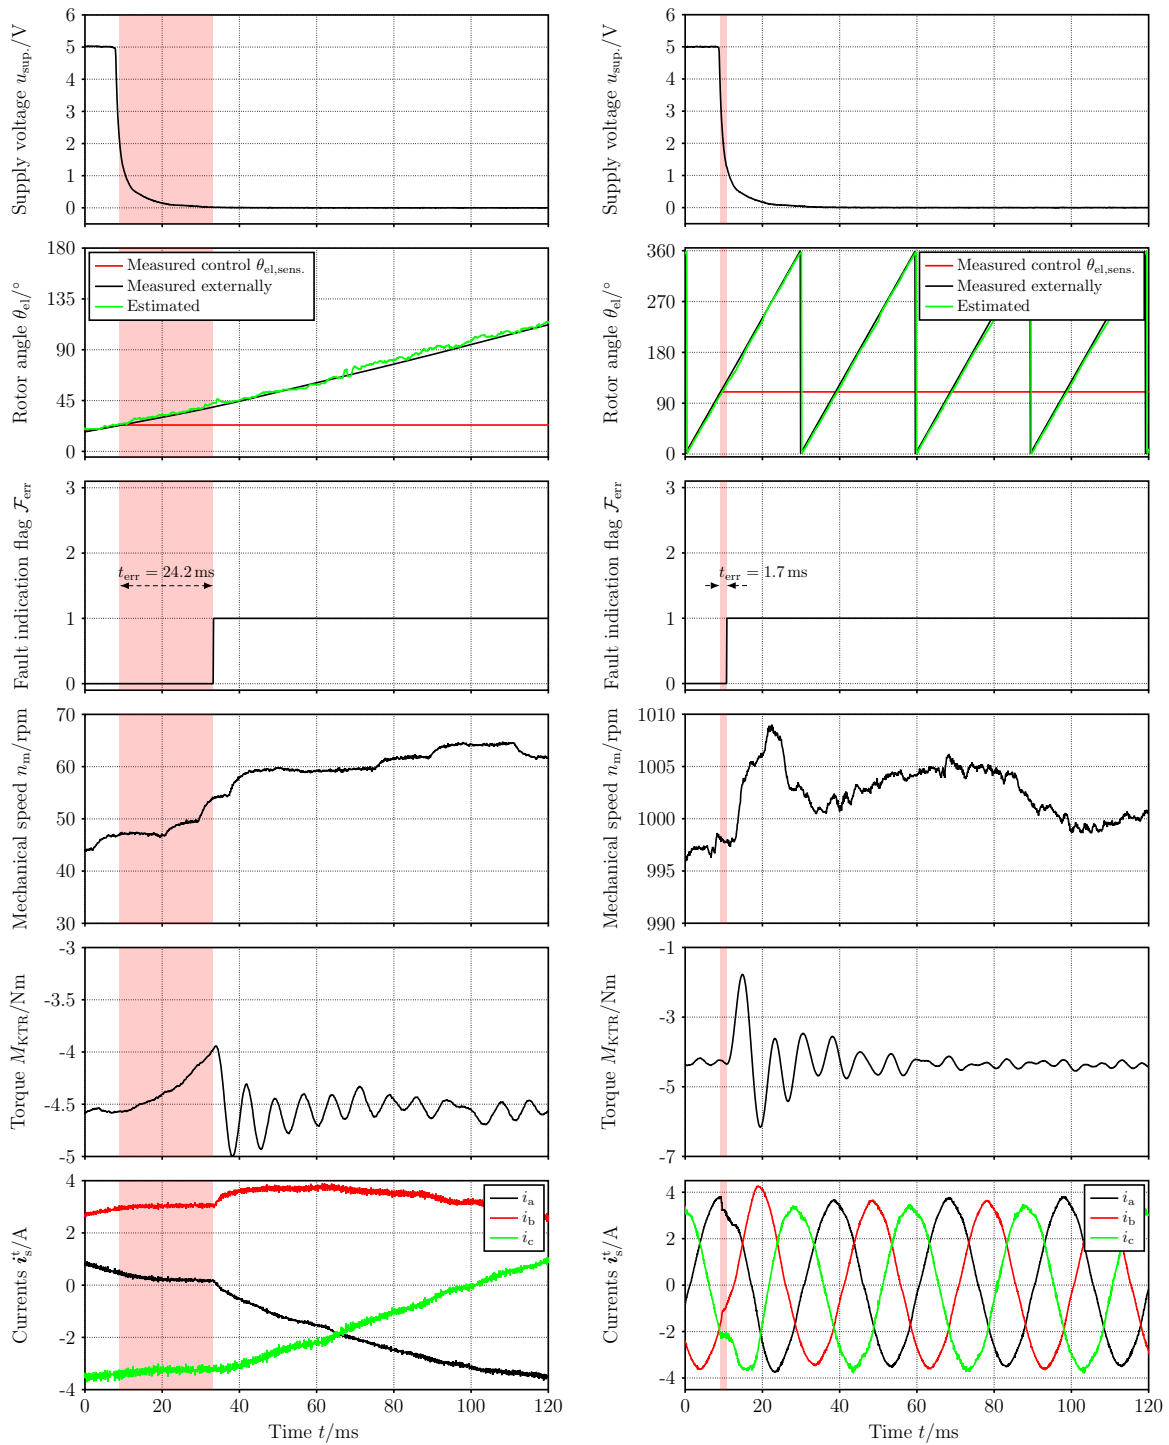 Supply voltage u_sup./V
6
5
4
3
2
1
0
Supply voltage u_sup./V
6
5
4
3
2
1
0
Rotor angle θ_el/°
180
135
90
45
0
Measured control θ_el,sens.
Measured externally
Estimated
Rotor angle θ_el/°
360
270
180
90
0
Measured control θ_el,sens.
Measured externally
Estimated
Fault indication flag F_err
3
2
1
0
t_err = 24.2 ms
Fault indication flag F_err
3
2
1
0
t_err = 1.7 ms
Mechanical speed n_m/rpm
70
60
50
40
30
Mechanical speed n_m/rpm
1010
1005
1000
995
990
Torque M_KTR/Nm
-3
-3.5
-4
-4.5
-5
Torque M_KTR/Nm
-1
-3
-5
-7
Currents i_s^t/A
4
2
0
-2
-4
i_a
i_b
i_c
0 20 40 60 80 100 120
Time t/ms
Currents i_s^t/A
4
2
0
-2
-4
i_a
i_b
i_c
0 20 40 60 80 100 120
Time t/ms